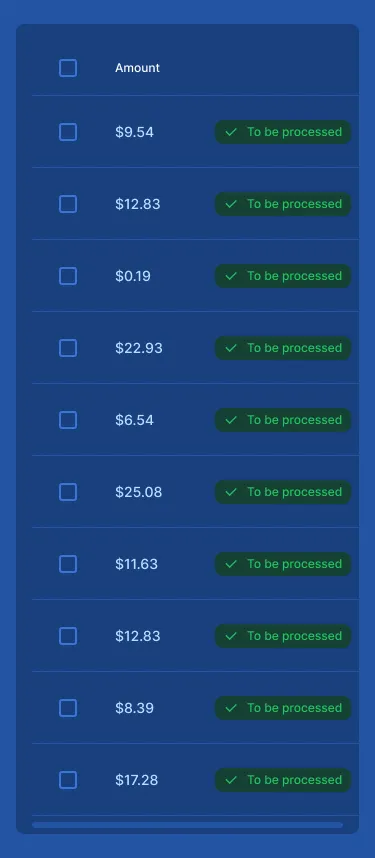 Amount
$9.54 To be processed
$12.83 To be processed
$0.19 To be processed
$22.93 To be processed
$6.54 To be processed
$25.08 To be processed
$11.63 To be processed
$12.83 To be processed
$8.39 To be processed
$17.28 To be processed